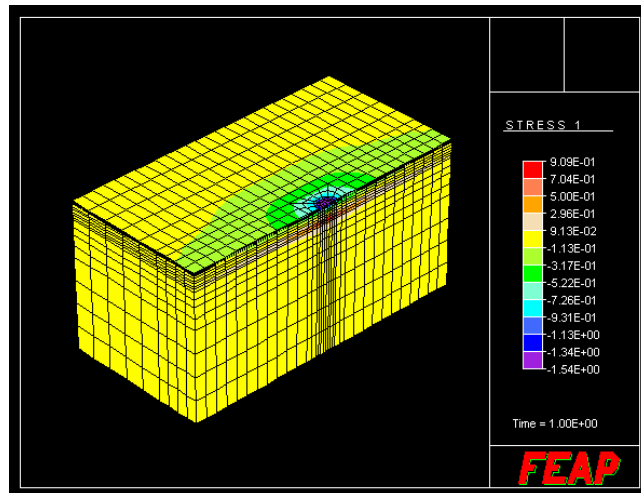 STRESS 1
9.09E-01
7.04E-01
5.00E-01
2.96E-01
9.13E-02
-1.13E-01
-3.17E-01
-5.22E-01
-7.26E-01
-9.31E-01
-1.13E+00
-1.34E+00
-1.54E+00
Time = 1.00E+00
FEAP